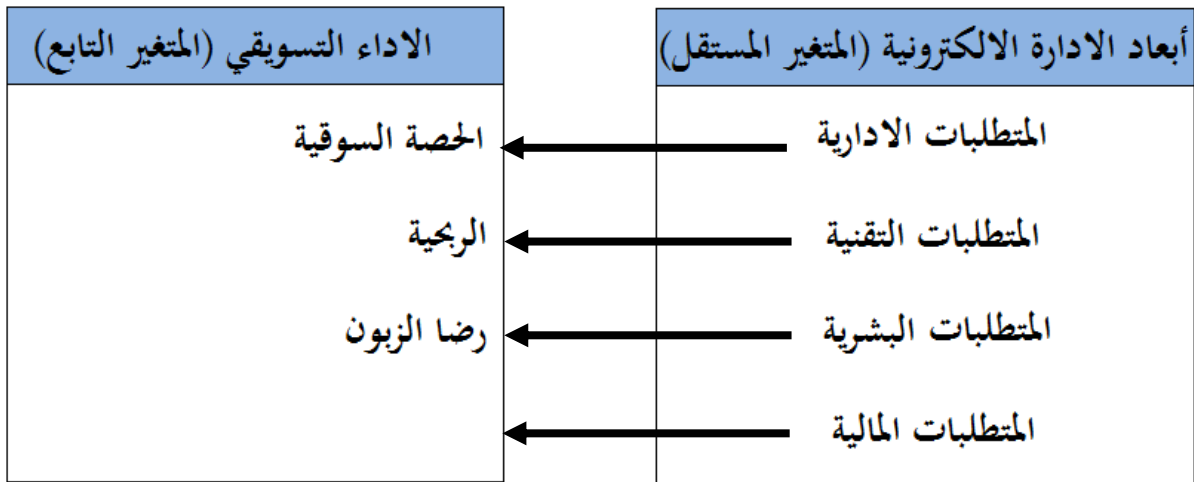 أبعاد الادارة الالكترونية (المتغير المستقل)
الاداء التسويقي (المتغير التابع)
المتطلبات الادارية
الحصة السوقية
المتطلبات التقنية
الربحية
المتطلبات البشرية
رضا الزبون
المتطلبات المالية